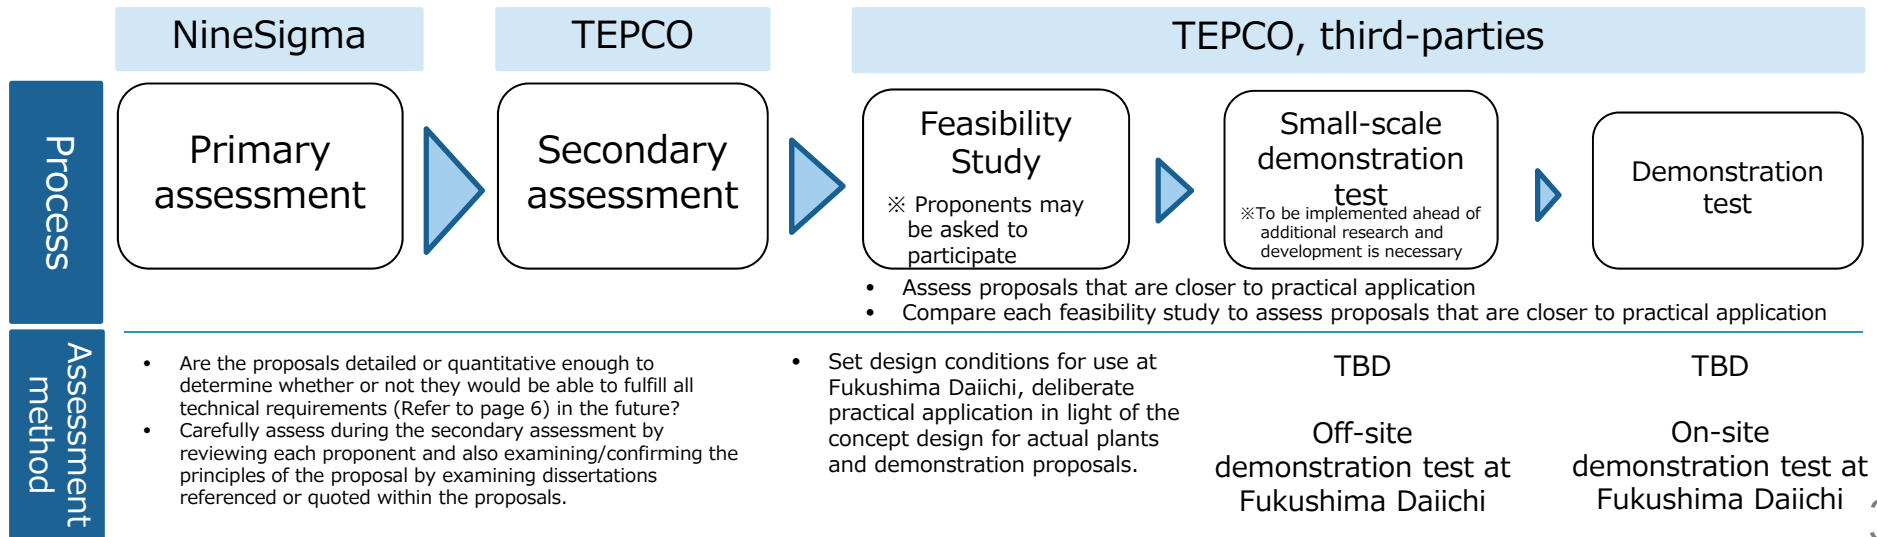 NineSigma
TEPCO
TEPCO, third-parties
Process
Primary
assessment
Secondary
assessment
Feasibility
Study
※ Proponents may
be asked to
participate
Small-scale
demonstration
test
※To be implemented ahead of
additional research and
development is necessary
Demonstration
test
• Assess proposals that are closer to practical application
• Compare each feasibility study to assess proposals that are closer to practical application
Assessment
method
• Are the proposals detailed or quantitative enough to
determine whether or not they would be able to fulfill all
technical requirements (Refer to page 6) in the future?
• Carefully assess during the secondary assessment by
reviewing each proponent and also examining/confirming the
principles of the proposal by examining dissertations
referenced or quoted within the proposals.
• Set design conditions for use at
Fukushima Daiichi, deliberate
practical application in light of the
concept design for actual plants
and demonstration proposals.
TBD
Off-site
demonstration test at
Fukushima Daiichi
TBD
On-site
demonstration test at
Fukushima Daiichi